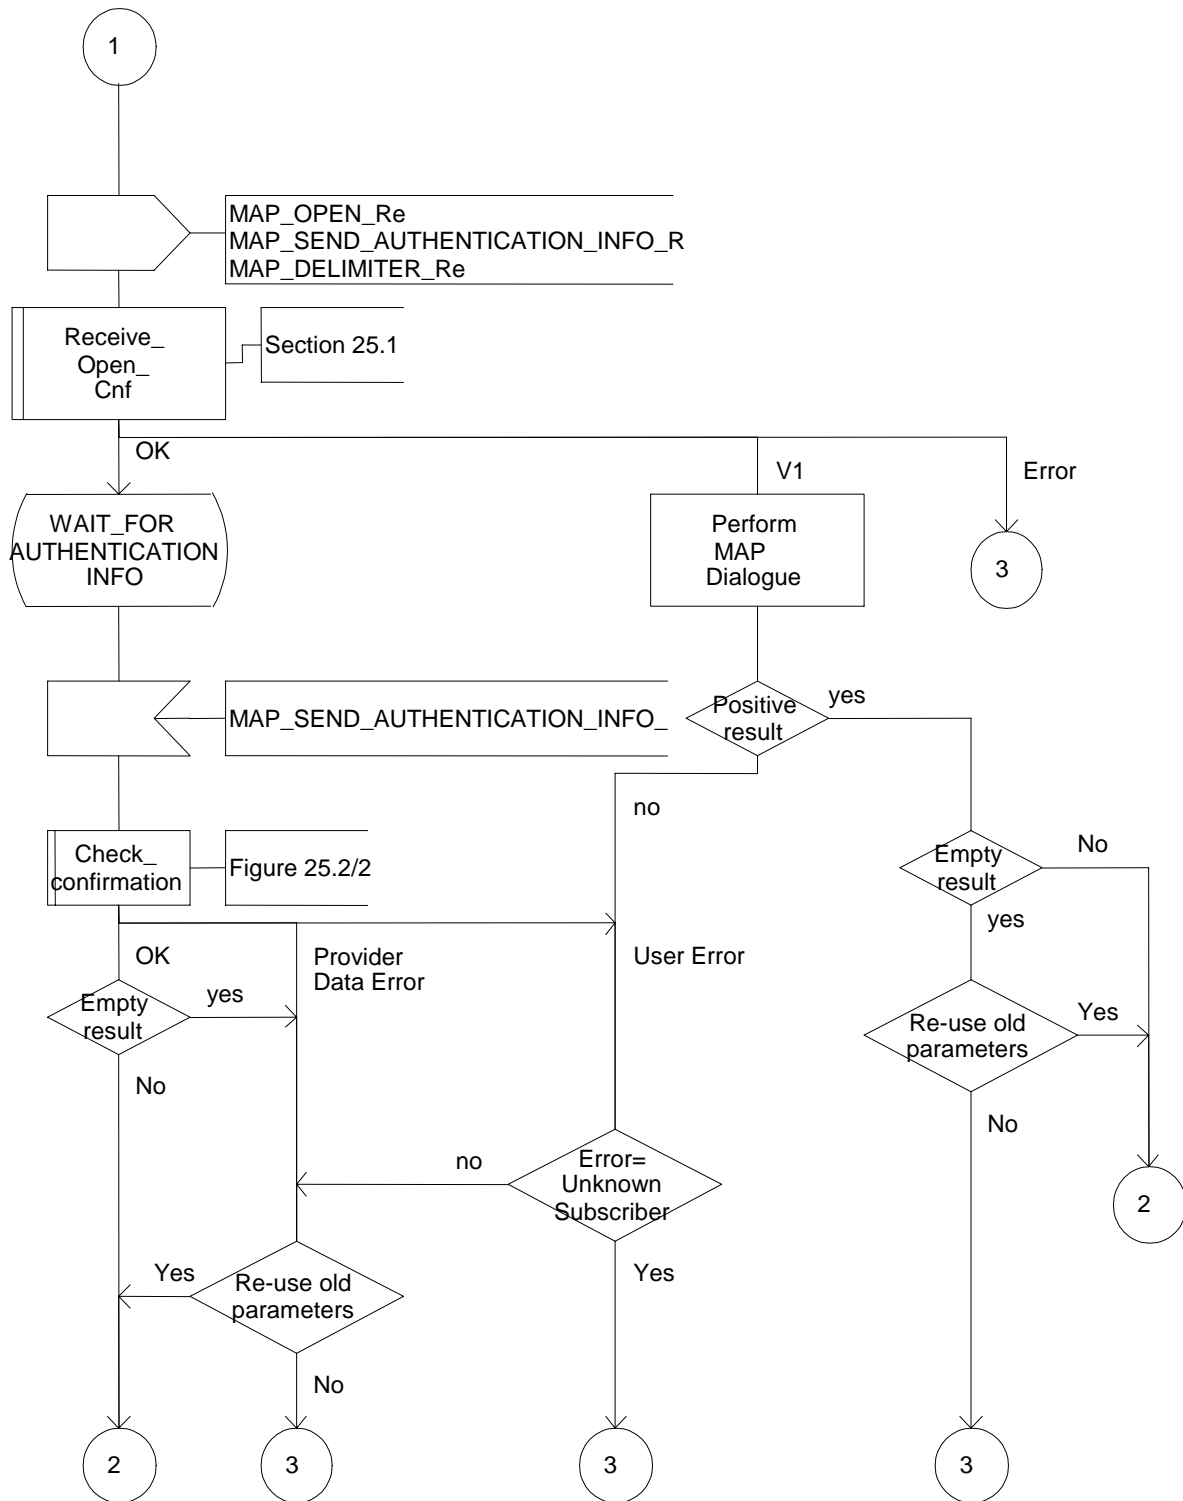 1
MAP_OPEN_Re
MAP_SEND_AUTHENTICATION_INFO_R
MAP_DELIMITER_Re
Receive_
Open_
Cnf
Section 25.1
OK
V1
Error
WAIT_FOR
AUTHENTICATION
INFO
Perform
MAP
Dialogue
3
MAP_SEND_AUTHENTICATION_INFO_
Positive
result
yes
no
Check_
confirmation
Figure 25.2/2
Empty
result
No
yes
OK
Provider
Data Error
User Error
Empty
result
yes
Re-use old
parameters
Yes
No
No
no
Error=
Unknown
Subscriber
2
Yes
Re-use old
parameters
Yes
No
2
3
3
3